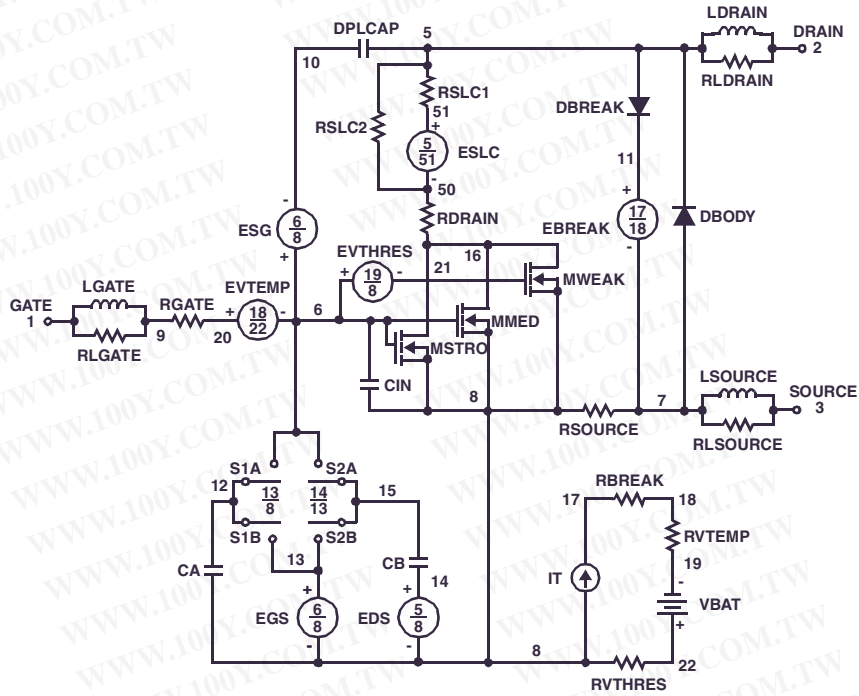 LDRAIN
DPLCAP
5
DRAIN
2
10
RLDRAIN
RSLC1
51
DBREAK
RSLC2
+
5
51
ESLC
-
50
11
-
6
8
ESG
+
RDRAIN
+
17
18
EBREAK
-
DBODY
EVTHRES
16
21
+
19
8
-
MWEAK
LGATE
GATE
1
RGATE
EVTEMP
+
18
22
-
6
MMED
9
20
RLGATE
MSTRO
CIN
8
7
LSOURCE
SOURCE
3
RSOURCE
RLSOURCE
S1A
S2A
12
13
8
14
13
15
RBREAK
17
18
S1B
S2B
RVTEMP
13
CB
19
CA
14
IT
-
VBAT
+
+
EGS
6
8
-
+
EDS
5
8
-
8
22
RVTHRES
WWW.100Y.COM.TW